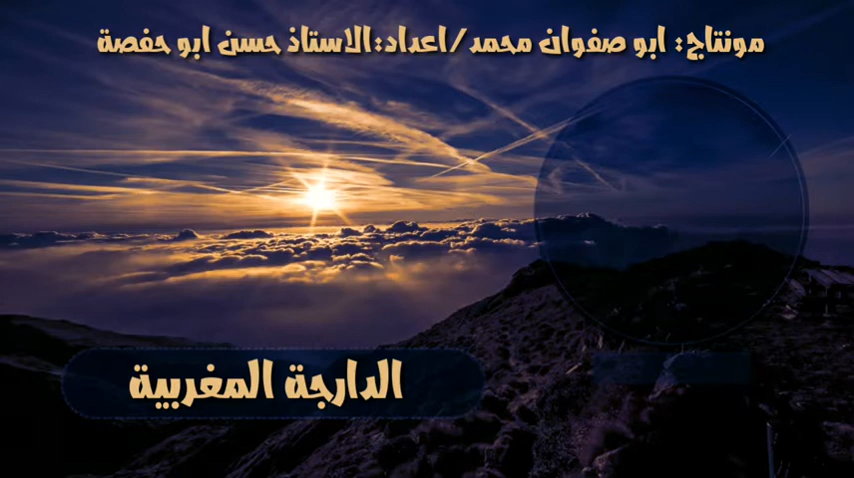 مونتاج: ابو صفوان محمد/اعداد:الاستاذ حسن ابو حفصة
الدارجة المغربية